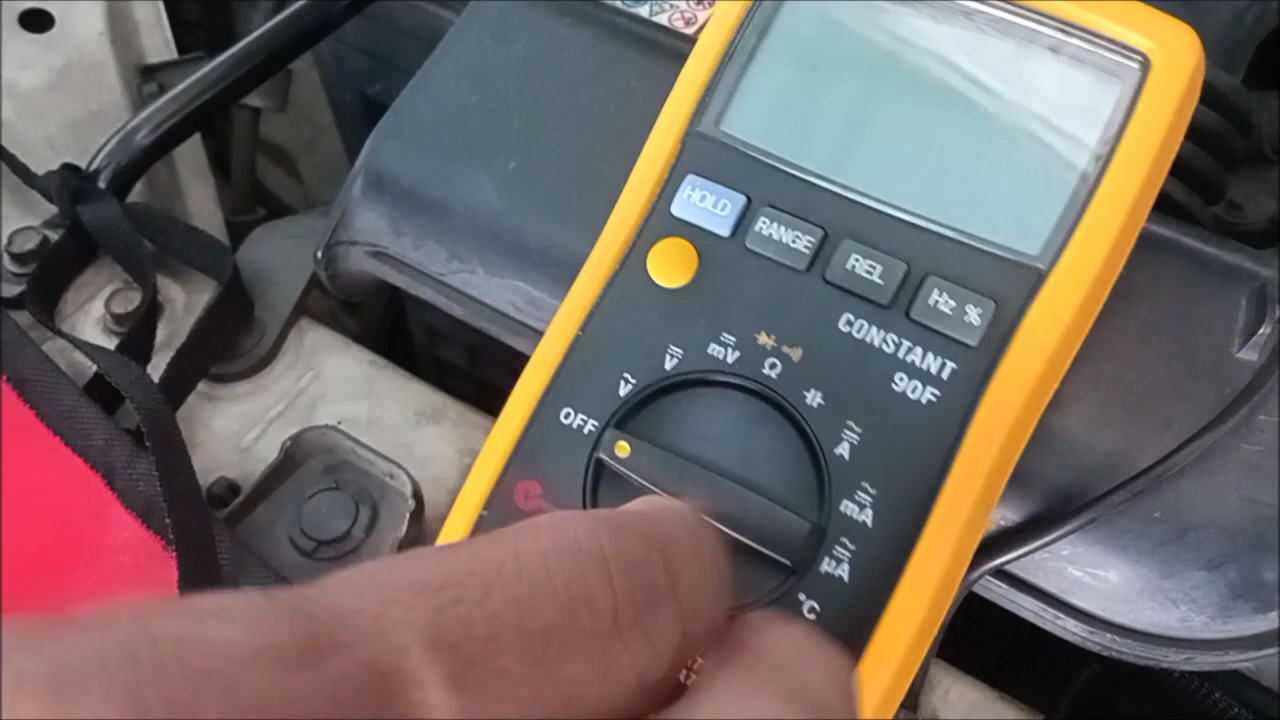 HOLD
RANGE
REL
Hz %
CONSTANT
90F
OFF
Ṽ
V
mV
Ω
A
mA
µA
°C